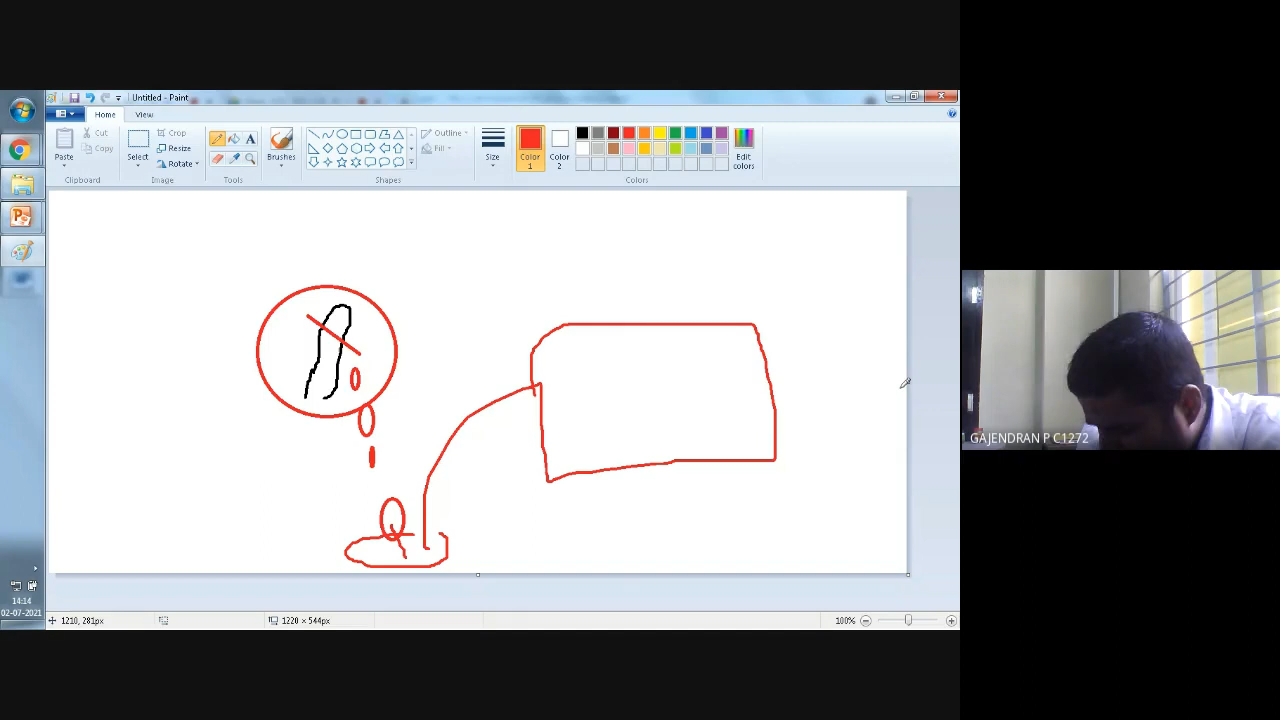 Untitled - Paint
Home View
Paste
Cut
Copy
Clipboard
Select
Crop
Resize
Rotate
Image
A
Tools
Brushes
Outline
Fill
Shapes
Size
Color 1
Color 2
Edit colors
Colors
1 GAJENDRAN P C1272
14:14
02-07-2021
1210, 281px
1220 × 544px
100%